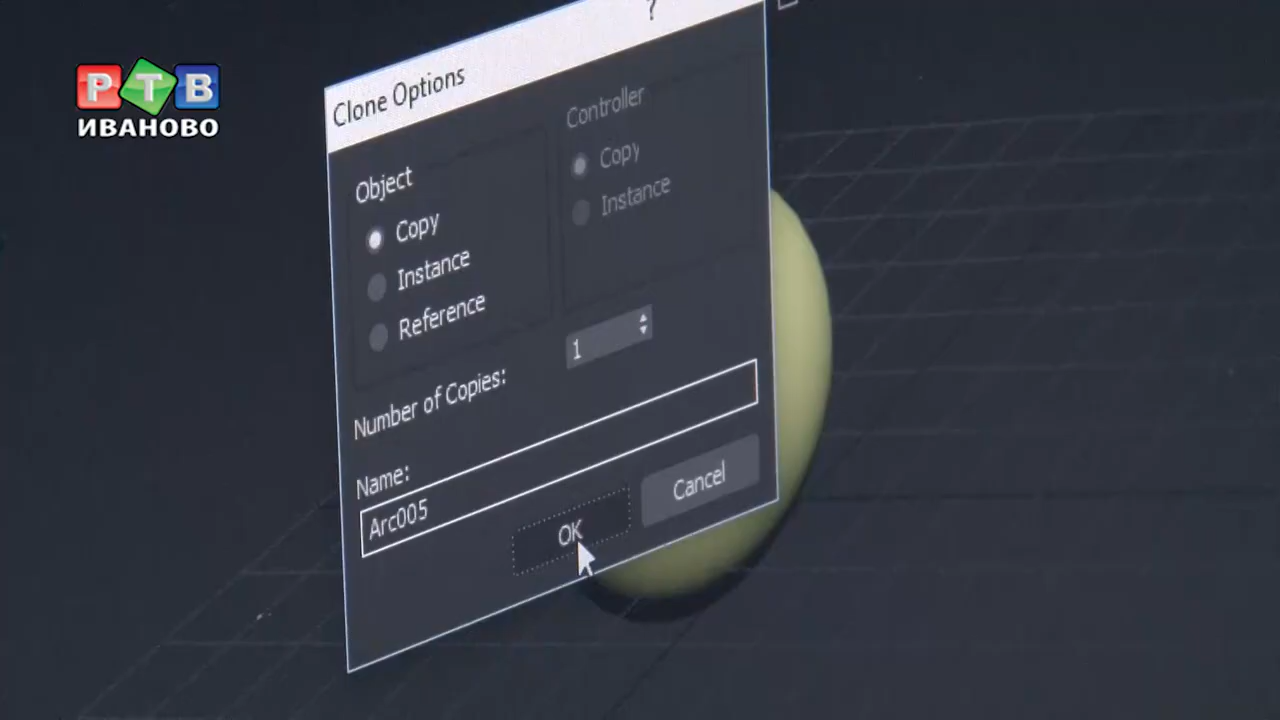 РТВ
ИВАНОВО
?
Clone Options
Object
Copy
Instance
Reference
Controller
Copy
Instance
Number of Copies:
1
Name:
Arc005
OK
Cancel